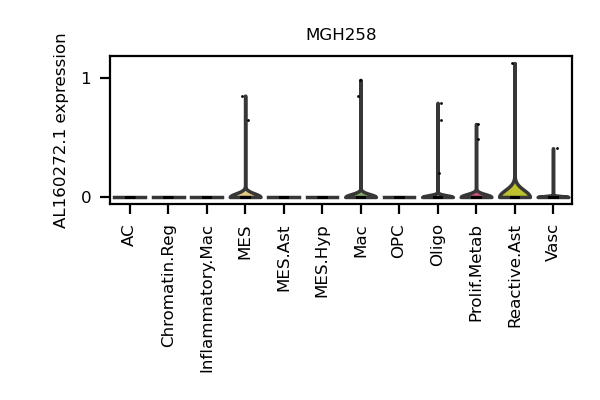 MGH258
AL160272.1 expression
1
0
AC
Chromatin.Reg
Inflammatory.Mac
MES
MES.Ast
MES.Hyp
Mac
OPC
Oligo
Prolif.Metab
Reactive.Ast
Vasc